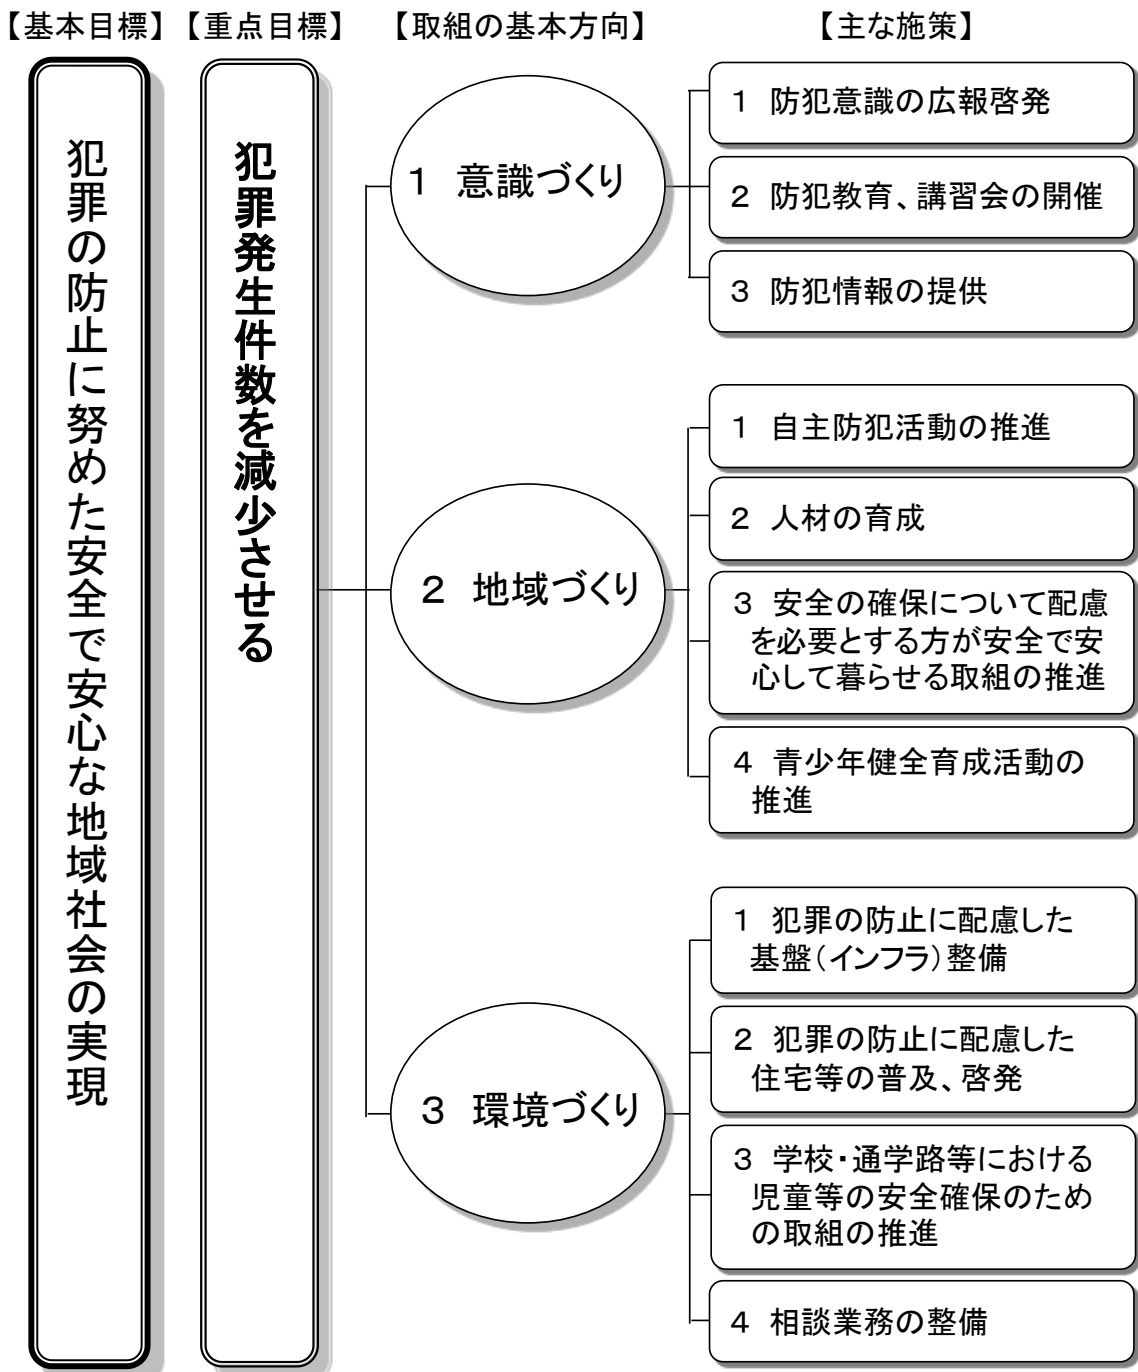 【基本目標】【重点目標】 【取組の基本方向】 【主な施策】
犯罪の防止に努めた安全で安心な地域社会の実現
犯罪発生件数を減少させる
１　意識づくり
１　防犯意識の広報啓発
２　防犯教育、講習会の開催
３　防犯情報の提供
２　地域づくり
１　自主防犯活動の推進
２　人材の育成
３　安全の確保について配慮
を必要とする方が安全で安
心して暮らせる取組の推進
４　青少年健全育成活動の
推進
３　環境づくり
１　犯罪の防止に配慮した
基盤（インフラ）整備
２　犯罪の防止に配慮した
住宅等の普及、啓発
３　学校・通学路等における
児童等の安全確保のため
の取組の推進
４　相談業務の整備